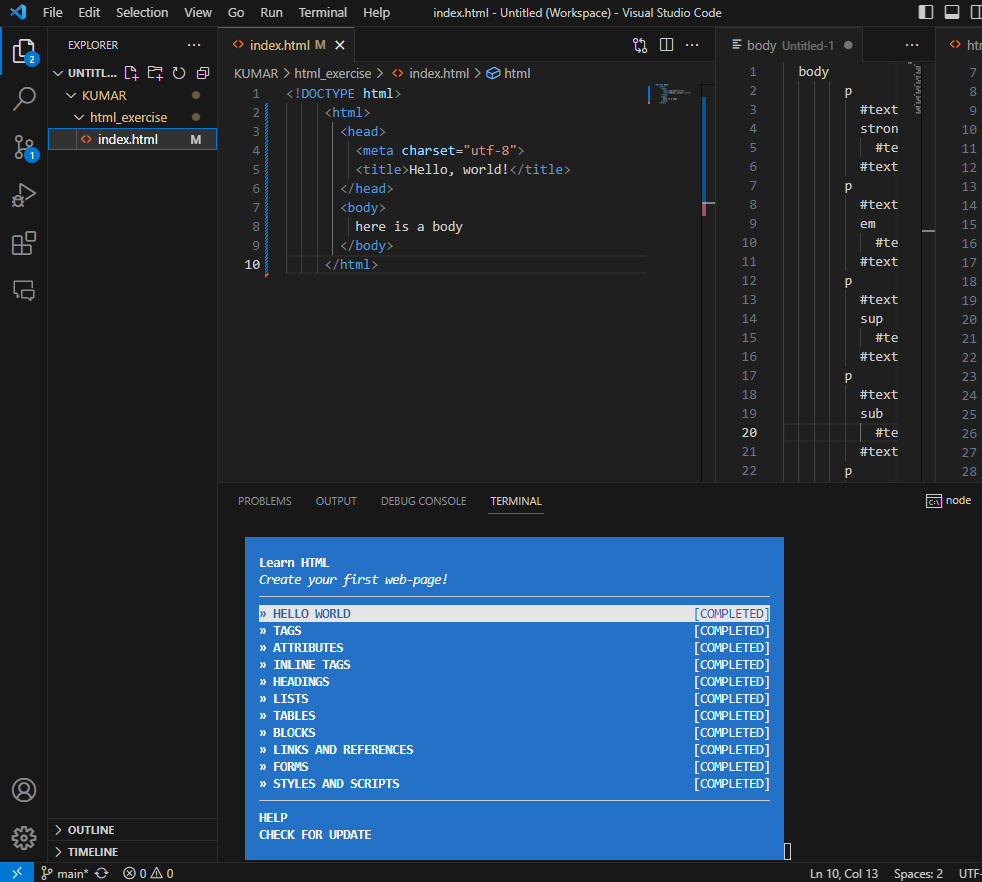 File Edit Selection View Go Run Terminal Help index.html - Untitled (Workspace) - Visual Studio Code
EXPLORER
UNTITL...
KUMAR
html_exercise
index.html M
OUTLINE
TIMELINE
2
1
index.html M
KUMAR > html_exercise > index.html > html
1 <!DOCTYPE html>
2 <html>
3 <head>
4 <meta charset="utf-8">
5 <title>Hello, world!</title>
6 </head>
7 <body>
8 here is a body
9 </body>
10 </html>
body Untitled-1
1 body
2 p
3 #text
4 stron
5 #te
6 #text
7 p
8 #text
9 em
10 #te
11 #text
12 p
13 #text
14 sup
15 #te
16 #text
17 p
18 #text
19 sub
20 #te
21 #text
22 p
htr
7
8
9
10
11
12
13
14
15
16
17
18
19
20
21
22
23
24
25
26
27
28
PROBLEMS OUTPUT DEBUG CONSOLE TERMINAL
node
Learn HTML
Create your first web-page!
» HELLO WORLD [COMPLETED]
» TAGS [COMPLETED]
» ATTRIBUTES [COMPLETED]
» INLINE TAGS [COMPLETED]
» HEADINGS [COMPLETED]
» LISTS [COMPLETED]
» TABLES [COMPLETED]
» BLOCKS [COMPLETED]
» LINKS AND REFERENCES [COMPLETED]
» FORMS [COMPLETED]
» STYLES AND SCRIPTS [COMPLETED]
HELP
CHECK FOR UPDATE
main* 0 0 Ln 10, Col 13 Spaces: 2 UTF-